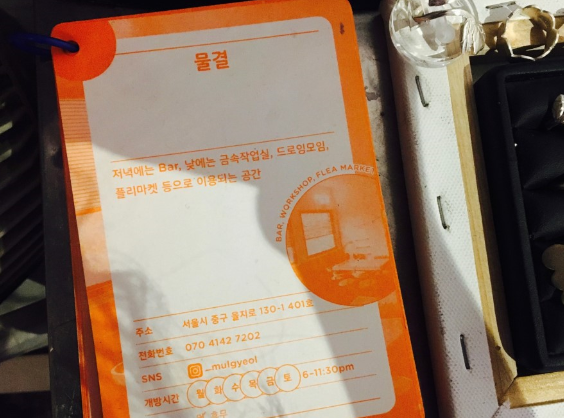 물결
저녁에는 Bar, 낮에는 금속작업실, 드로잉모임,
플리마켓 등으로 이용되는 공간
BAR, WORKSHOP, FLEA MARKET
주소 서울시 중구 을지로 130-1 401호
전화번호 070 4142 7202
SNS _mulgyeol
개방시간 월 화 수 목 금 토 6-11:30pm